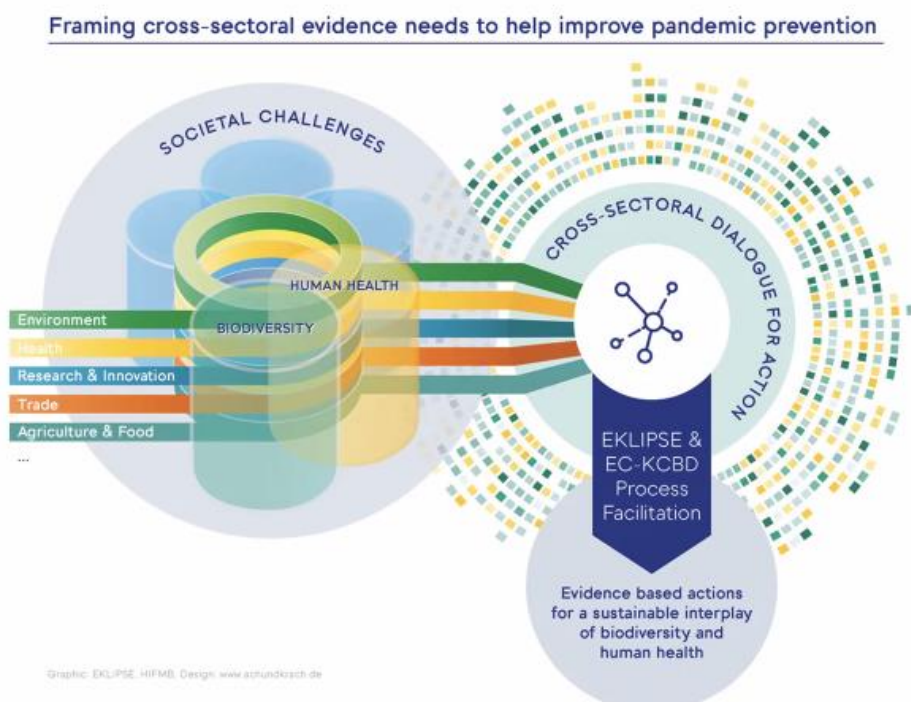 Framing cross-sectoral evidence needs to help improve pandemic prevention
SOCIETAL CHALLENGES
CROSS-SECTORAL DIALOGUE FOR ACTION
HUMAN HEALTH
BIODIVERSITY
Environment
Health
Research & Innovation
Trade
Agriculture & Food
...
EKLIPSE &
EC-KCBD
Process
Facilitation
Evidence based actions
for a sustainable interplay
of biodiversity and
human health
Graphic: EKLIPSE, HIFMB, Design: www.achundkrach.de